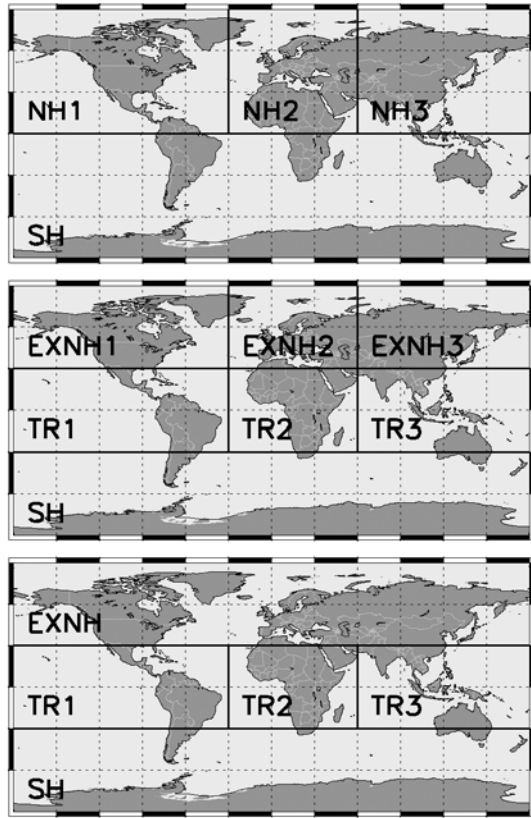 NH1 NH2 NH3
SH
EXNH1 EXNH2 EXNH3
TR1 TR2 TR3
SH
EXNH
TR1 TR2 TR3
SH